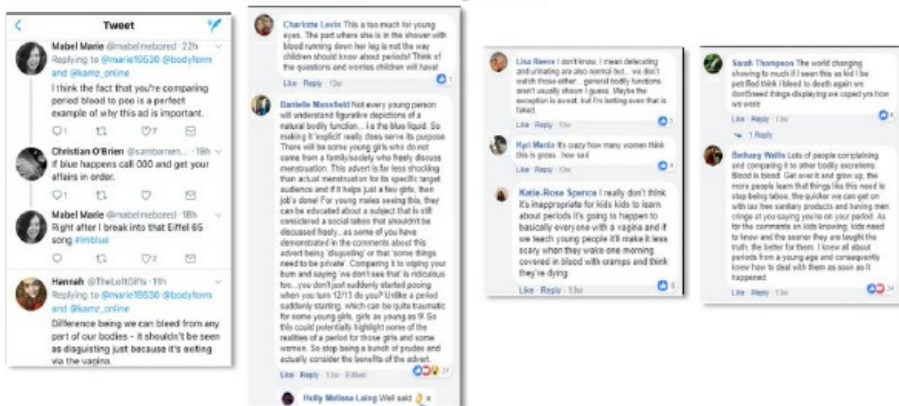 Tweet
Mabel Marie @mabelmebored · 22h
Replying to @marie19530 @bodyform
and @kamz_online
I think the fact that you're comparing
period blood to poo is a perfect
example of why this ad is important.
1 7
Christian O'Brien @sambamen... · 19h
if blue happens call 000 and get your
affairs in order.
1
Mabel Marie @mabelmebored · 18h
Right after I break into that Eiffel 65
song #imblue
2
Hannah @TheLoftGifts · 11h
Replying to @marie19530 @bodyform
and @kamz_online
Difference being we can bleed from any
part of our bodies - it shouldn't be seen
as disgusting just because it's exiting
via the vagina.
Charlotte Levin This a too much for young
eyes. The part where she is in the shower with
blood running down her leg is not the way
children should know about periods! Think of
the questions and worries children will have!
Like · Reply · 13w 1
Danielle Mansfield Not every young person
will understand figurative depictions of a
natural bodily function... i.e the blue liquid. So
making it 'explicit' really does serve its purpose.
There will be some young girls who do not
come from a family/society who freely discuss
menstruation. This advert is far less shocking
than actual menstruation for its specific target
audience and if it helps just a few girls, then
job's done! For young males seeing this, they
can be educated about a subject that is still
considered a social taboo that shouldn't be
discussed freely...as some of you have
demonstrated in the comments about this
advert being 'disgusting' or that 'some things
need to be private'. Comparing it to wiping your
bum and saying 'we don't see that' is ridiculous
too...you don't just suddenly started pooing
when you turn 12/13 do you? Unlike a period
suddenly starting, which can be quite traumatic
for some young girls, girls as young as 9! So
this could potentially highlight some of the
realities of a period for those girls and some
women. So stop being a bunch of prudes and
actually consider the benefits of the advert.
Like · Reply · 13w · Edited
Holly Melissa Laing Well said
Lisa Reese I don't know, I mean defecating
and urinating are also normal but... we don't
watch those either... general bodily functions
aren't usually shown I guess. Maybe the
exception is sweat, but I'm betting even that is
faked.
Like · Reply · 13w
Kyri Martin It's crazy how many women think
this is gross...how sad
Like · Reply · 13w
Katie-Rose Spence I really don't think
it's inappropriate for kids kids to learn
about periods it's going to happen to
basically everyone with a vagina and if
we teach young people it'll make it less
scary when they wake one morning
covered in blood with cramps and think
they're dying
Like · Reply · 13w
Sarah Thompson The world changing
showing to much if I seen this as kid I be
petrified think I bleed to death again we
displaying we coped yrs how
we were
Like · Reply · 13w
1 Reply
Bethany Wallis Lots of people complaining
and comparing it to other bodily excretions.
Blood is blood. Get over it and grow up, the
more people learn that things like this need to
stop being taboo, the quicker we can get on
with tax free sanitary products and having men
cringe at you saying you're on your period. As
for the comments on kids knowing, kids need
to know and the sooner they are taught the
truth, the better for them. I knew all about
periods from a young age and consequently
knew how to deal with them as soon as it
happened
Like · Reply · 13w 24